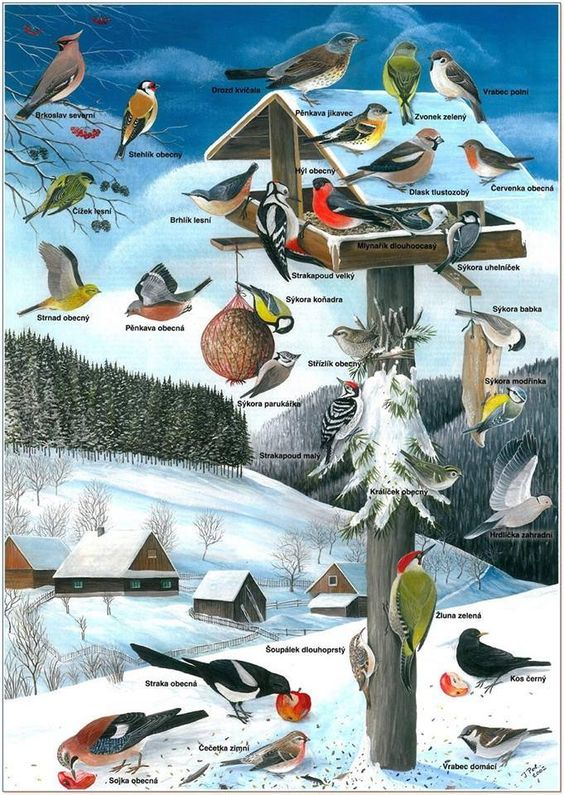 Drozd kvíčala
Vrabec polní
Brkoslav severní
Pěnkava jikavec
Zvonek zelený
Stehlík obecný
Hýl obecný
Dlask tlustozobý
Červenka obecná
Čížek lesní
Brhlík lesní
Mlynařík dlouhoocasý
Sýkora uhelníček
Strakapoud velký
Sýkora koňadra
Strnad obecný
Pěnkava obecná
Sýkora babka
Střízlík obecný
Sýkora modřinka
Sýkora parukářka
Strakapoud malý
Králíček obecný
Hrdlička zahradní
Žluna zelená
Šoupálek dlouhoprstý
Straka obecná
Kos černý
Čečetka zimní
Vrabec domácí
Sojka obecná